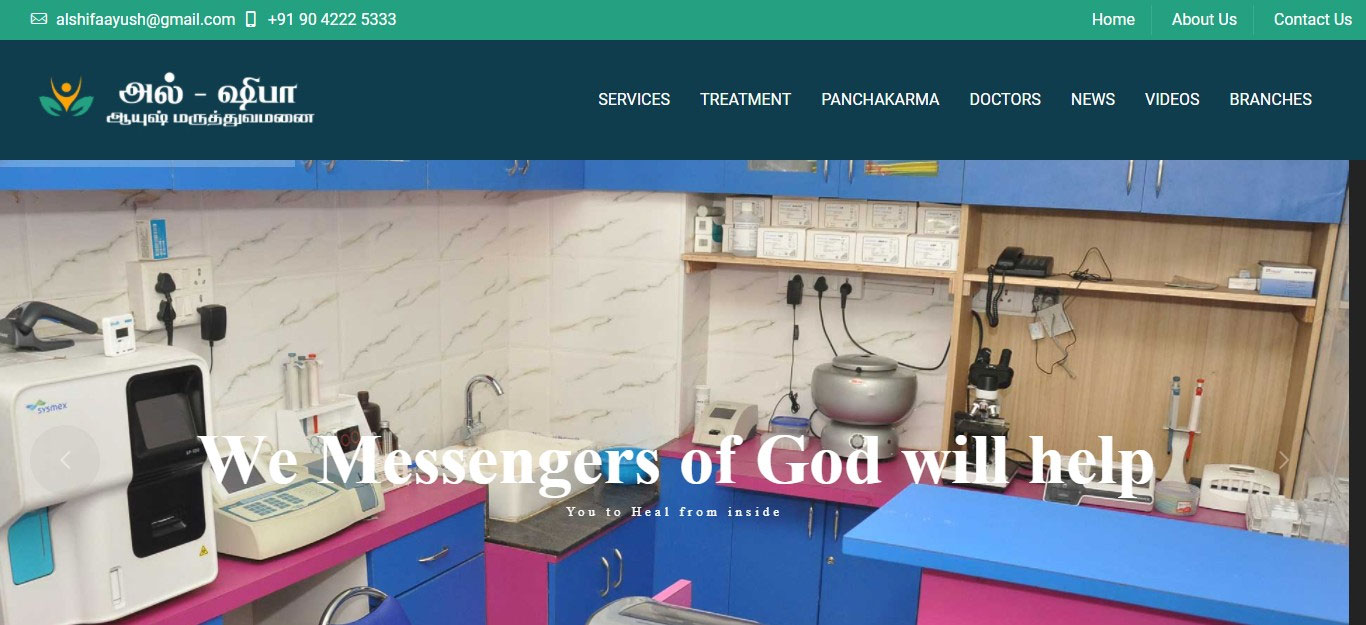 alshifaayush@gmail.com +91 90 4222 5333 Home About Us Contact Us
அல் - ஷிபா
ஆயுஷ் மருத்துவமனை
SERVICES TREATMENT PANCHAKARMA DOCTORS NEWS VIDEOS BRANCHES
sysmex
We Messengers of God will help
You to Heal from inside